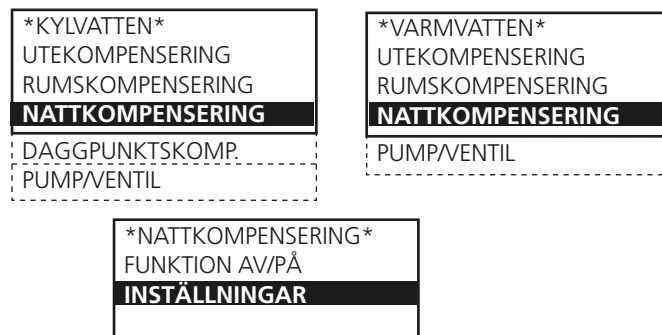 *KYLVATTEN*
UTEKOMPENSERING
RUMSKOMPENSERING
NATTKOMPENSERING
DAGGPUNKTSKOMP.
PUMP/VENTIL
*VARMVATTEN*
UTEKOMPENSERING
RUMSKOMPENSERING
NATTKOMPENSERING
PUMP/VENTIL
*NATTKOMPENSERING*
FUNKTION AV/PÅ
INSTÄLLNINGAR